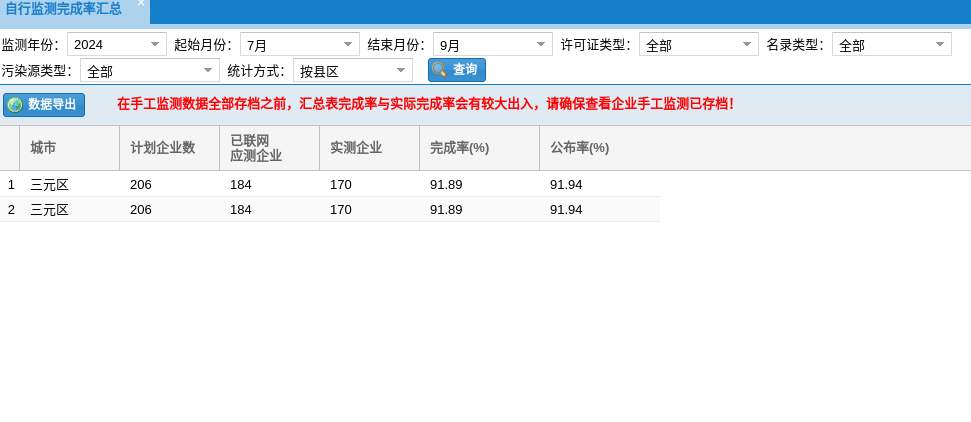 自行监测完成率汇总 ×
监测年份： 2024 起始月份： 7月 结束月份： 9月 许可证类型： 全部 名录类型： 全部
污染源类型： 全部 统计方式： 按县区 查询
数据导出 在手工监测数据全部存档之前，汇总表完成率与实际完成率会有较大出入，请确保查看企业手工监测已存档！
城市 计划企业数 已联网 应测企业 实测企业 完成率(%) 公布率(%)
1 三元区 206 184 170 91.89 91.94
2 三元区 206 184 170 91.89 91.94